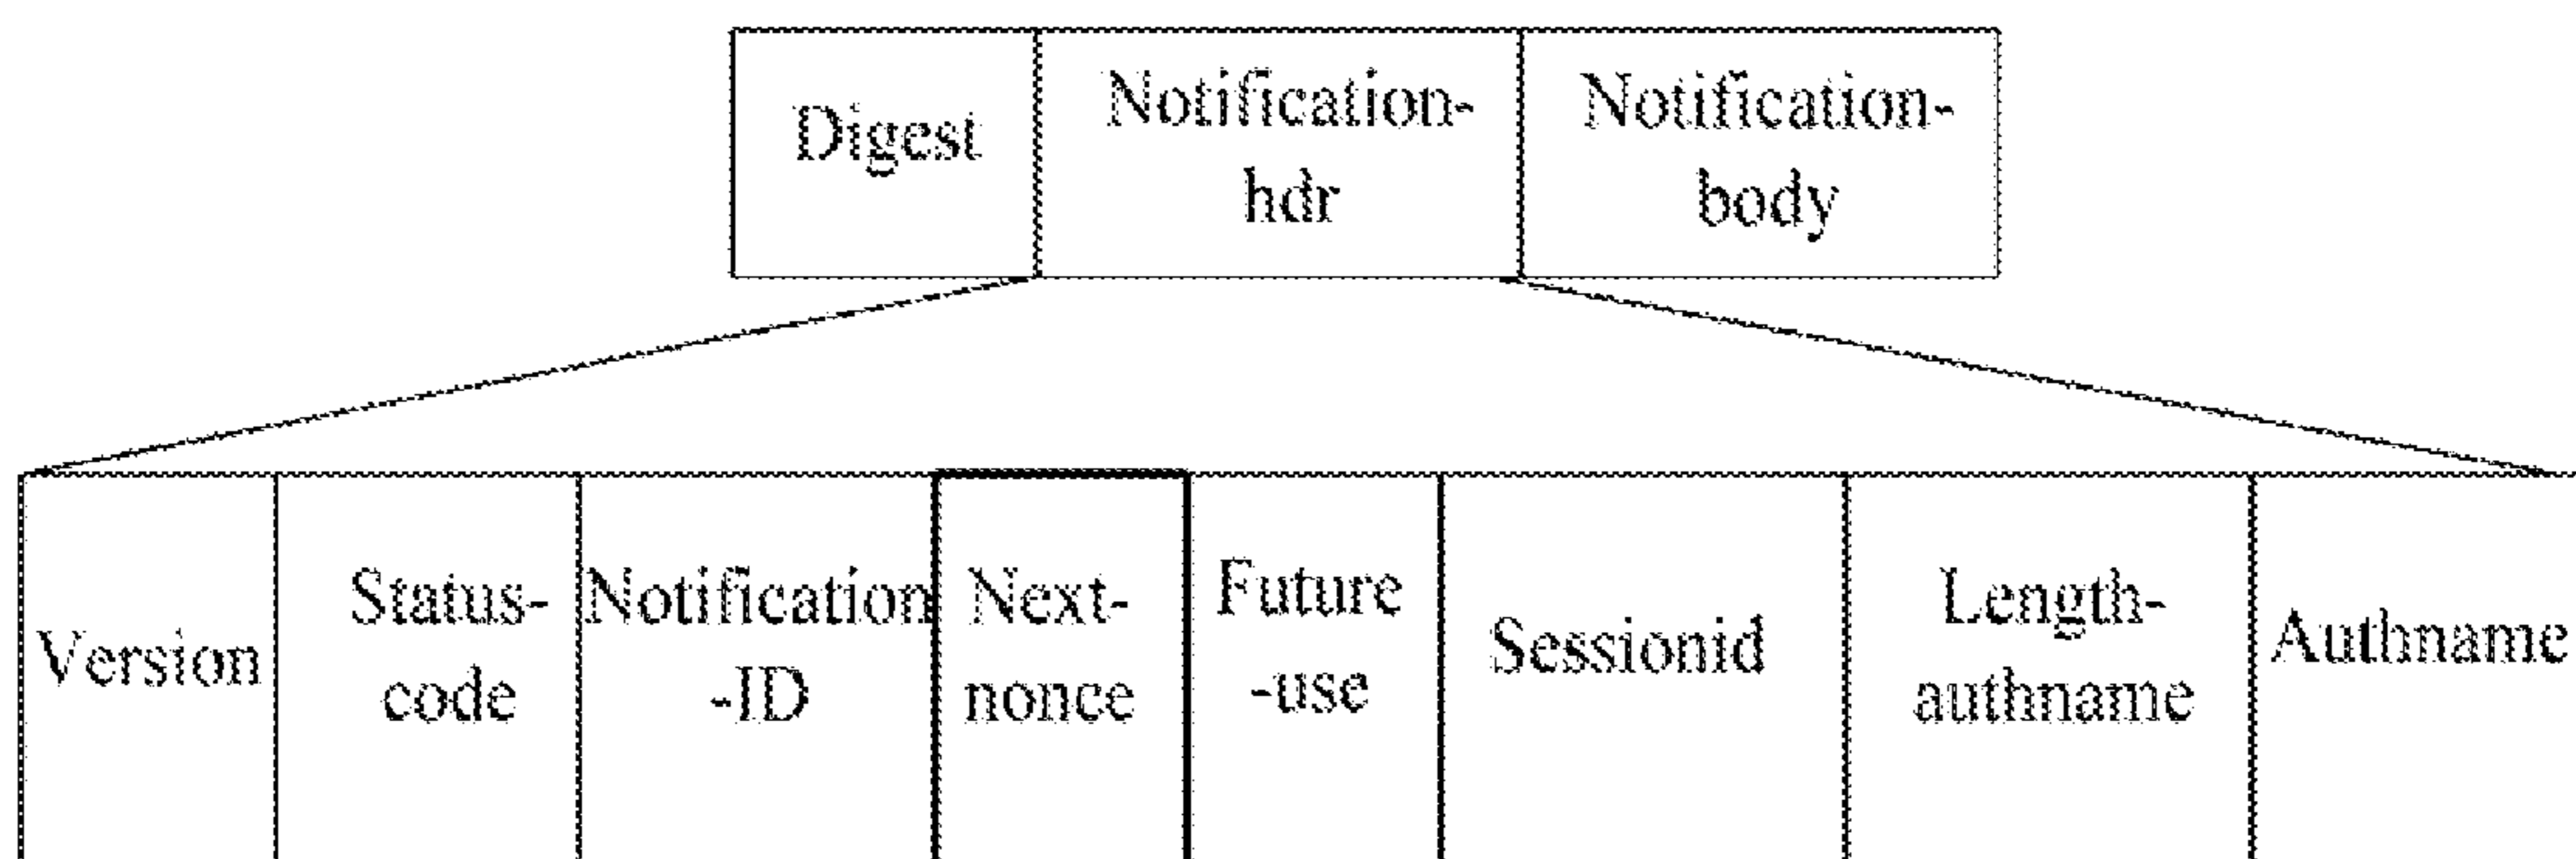 Digest
Notification-
hdr
Notification-
body
Version
Status-
code
Notification
-ID
Next-
nonce
Future
-use
Sessionid
Length-
authname
Authname